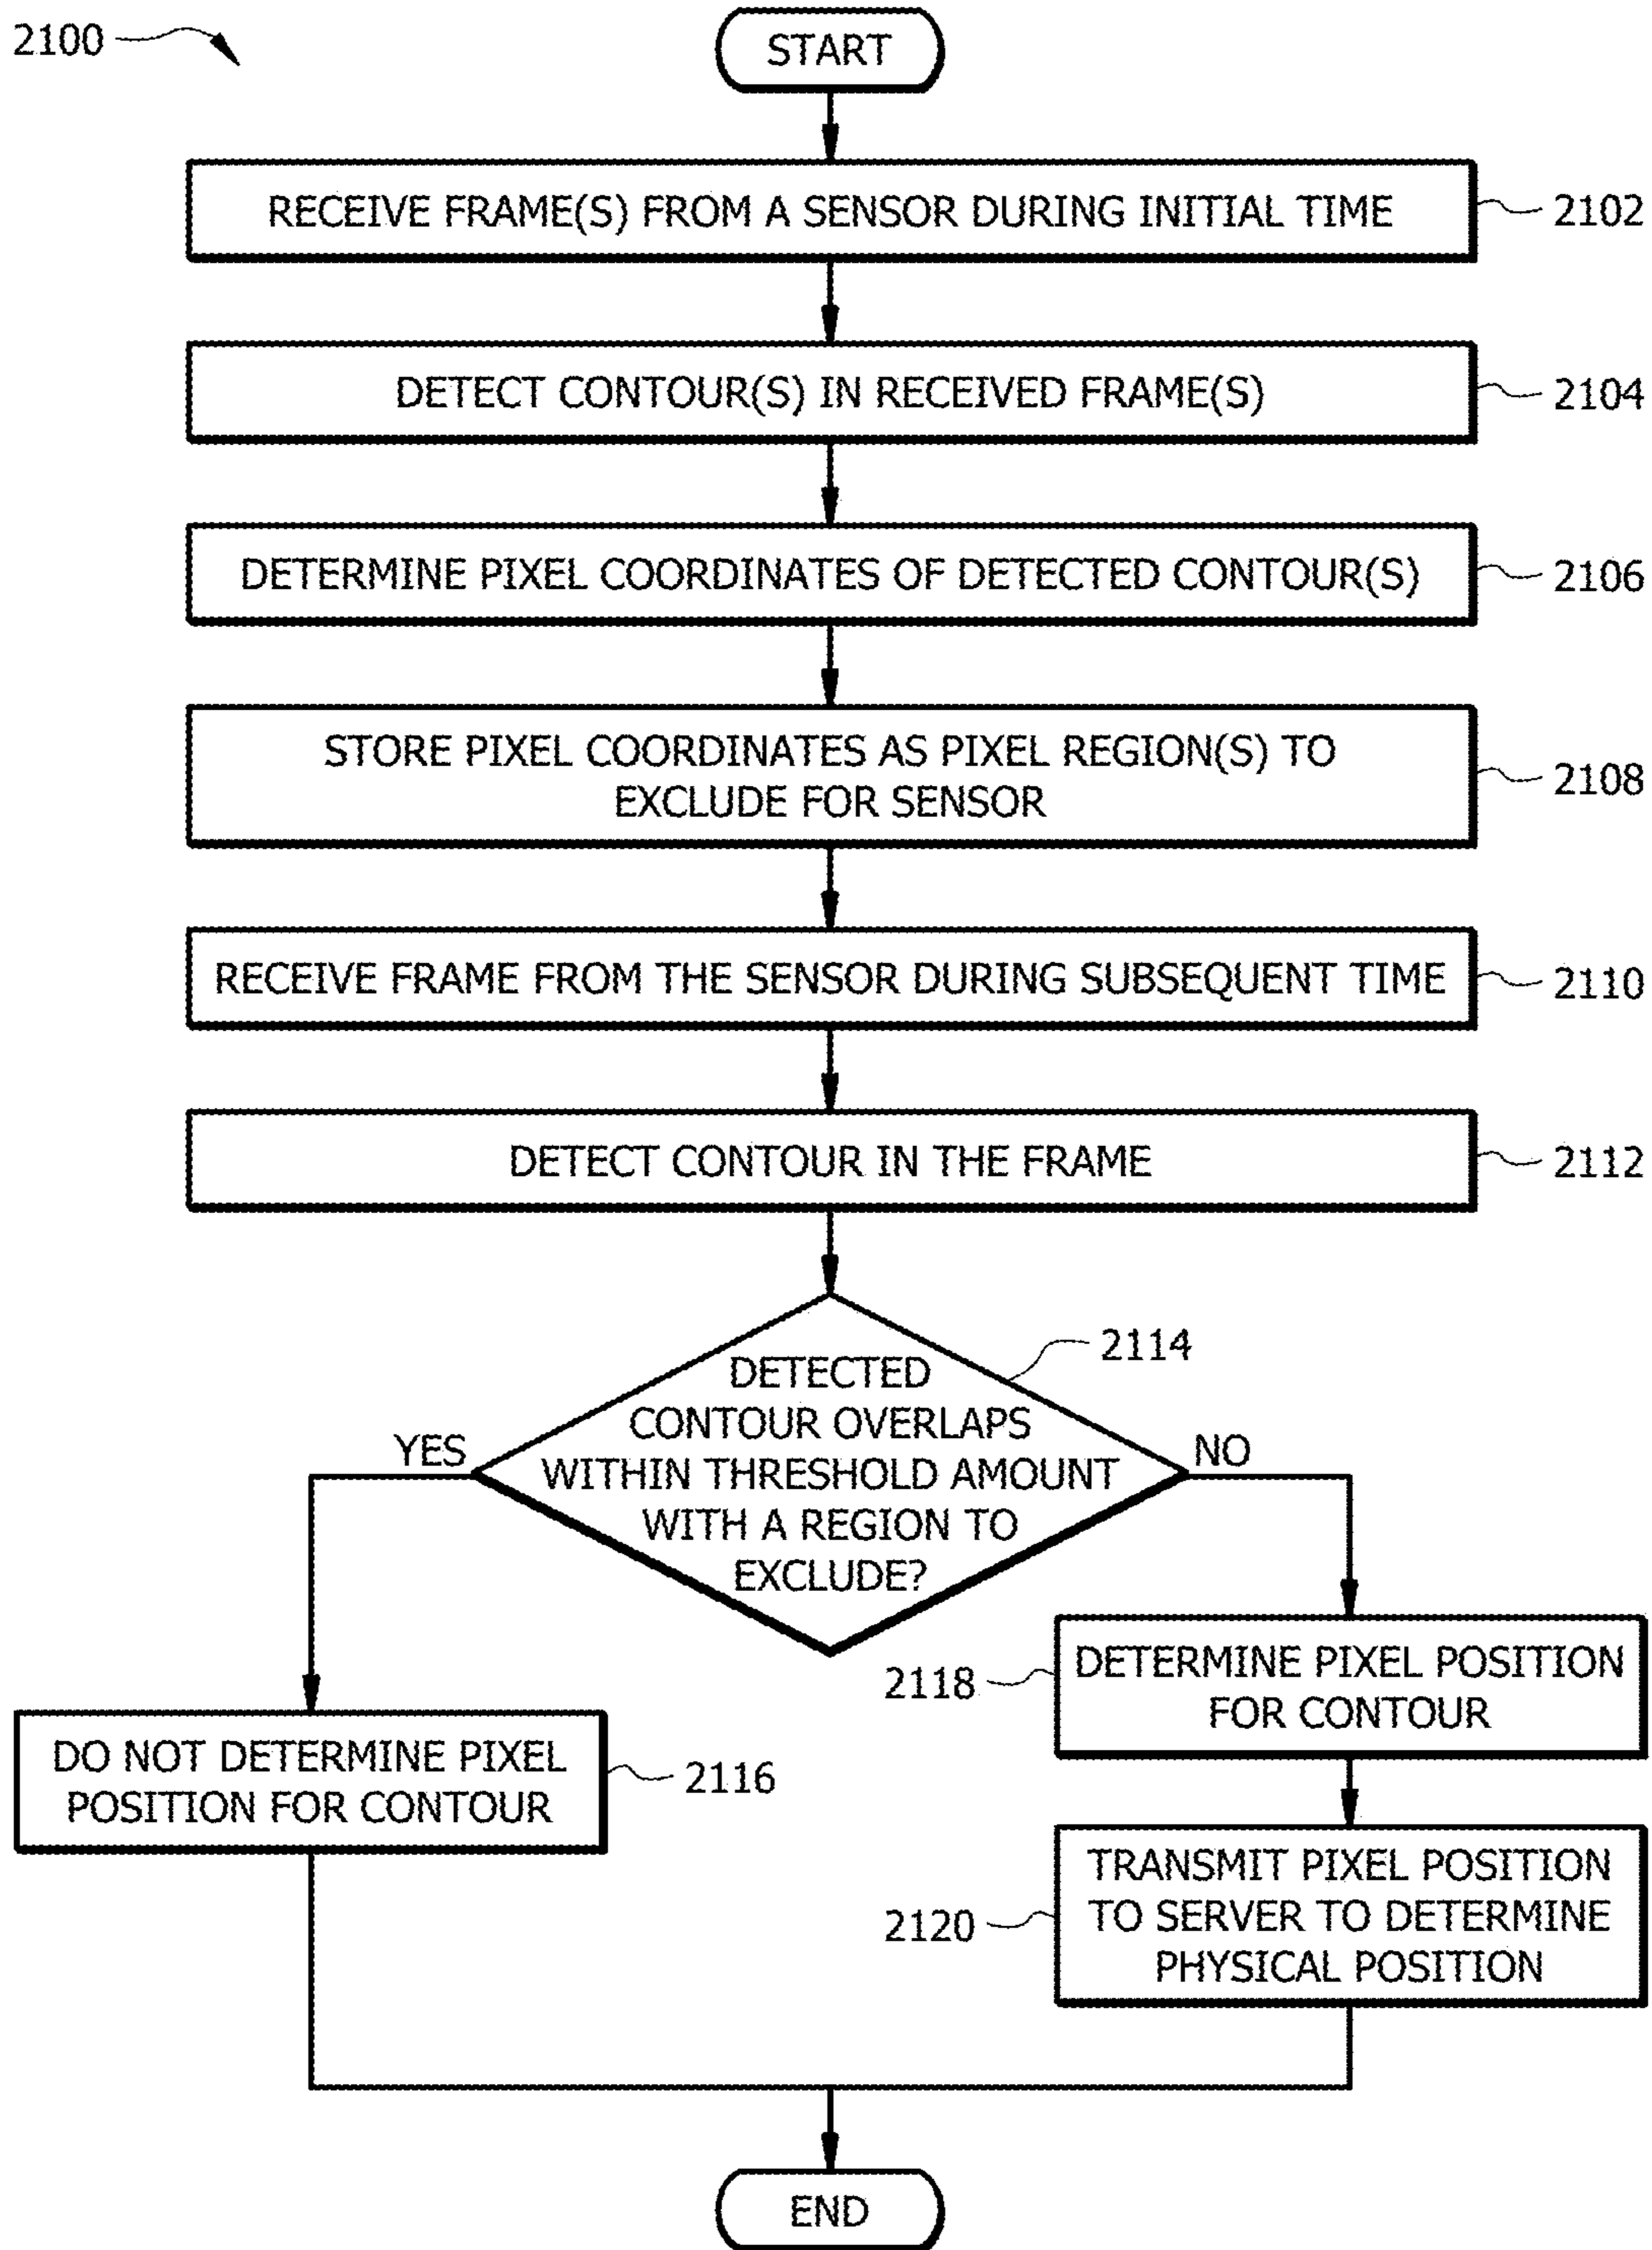 2100
START
RECEIVE FRAME(S) FROM A SENSOR DURING INITIAL TIME
2102
DETECT CONTOUR(S) IN RECEIVED FRAME(S)
2104
DETERMINE PIXEL COORDINATES OF DETECTED CONTOUR(S)
2106
STORE PIXEL COORDINATES AS PIXEL REGION(S) TO
EXCLUDE FOR SENSOR
2108
RECEIVE FRAME FROM THE SENSOR DURING SUBSEQUENT TIME
2110
DETECT CONTOUR IN THE FRAME
2112
DETECTED
CONTOUR OVERLAPS
WITHIN THRESHOLD AMOUNT
WITH A REGION TO
EXCLUDE?
2114
YES
NO
DO NOT DETERMINE PIXEL
POSITION FOR CONTOUR
2116
2118
DETERMINE PIXEL POSITION
FOR CONTOUR
2120
TRANSMIT PIXEL POSITION
TO SERVER TO DETERMINE
PHYSICAL POSITION
END